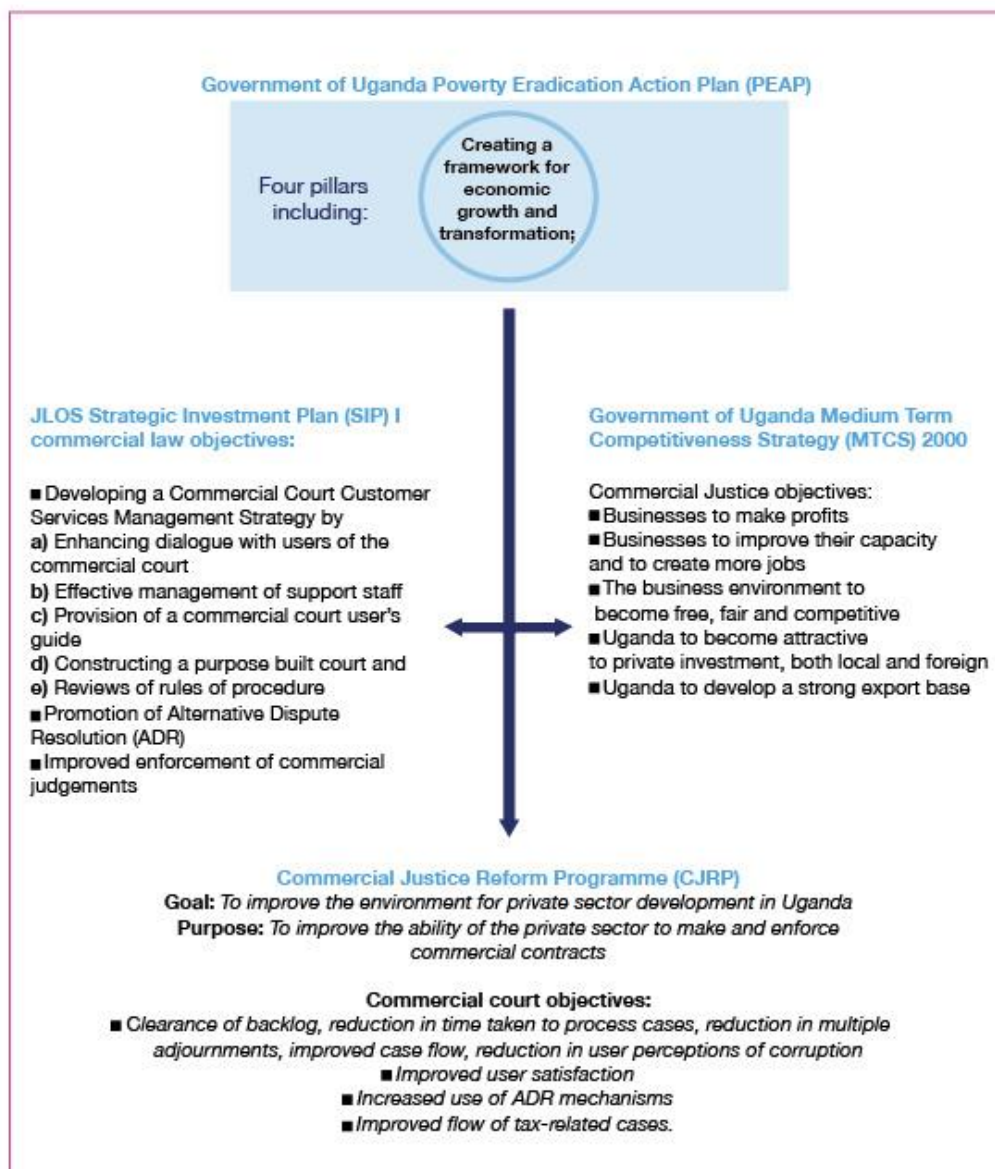 Government of Uganda Poverty Eradication Action Plan (PEAP)
Four pillars
including:
Creating a
framework for
economic
growth and
transformation;
JLOS Strategic Investment Plan (SIP) I
commercial law objectives:
■ Developing a Commercial Court Customer
Services Management Strategy by
a) Enhancing dialogue with users of the
commercial court
b) Effective management of support staff
c) Provision of a commercial court user's
guide
d) Constructing a purpose built court and
e) Reviews of rules of procedure
■ Promotion of Alternative Dispute
Resolution (ADR)
■ Improved enforcement of commercial
judgements
Government of Uganda Medium Term
Competitiveness Strategy (MTCS) 2000
Commercial Justice objectives:
■ Businesses to make profits
■ Businesses to improve their capacity
and to create more jobs
■ The business environment to
become free, fair and competitive
■ Uganda to become attractive
to private investment, both local and foreign
■ Uganda to develop a strong export base
Commercial Justice Reform Programme (CJRP)
Goal: To improve the environment for private sector development in Uganda
Purpose: To improve the ability of the private sector to make and enforce
commercial contracts
Commercial court objectives:
■ Clearance of backlog, reduction in time taken to process cases, reduction in multiple
adjournments, improved case flow, reduction in user perceptions of corruption
■ Improved user satisfaction
■ Increased use of ADR mechanisms
■ Improved flow of tax-related cases.